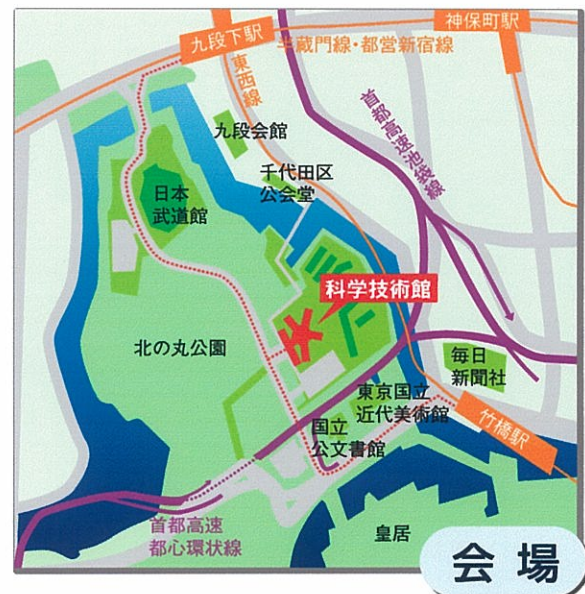 神保町駅
九段下駅
半蔵門線・都営新宿線
東西線
首都高速池袋線
九段会館
千代田区
公会堂
日本
武道館
科学技術館
北の丸公園
毎日
新聞社
東京国立
近代美術館
竹橋駅
国立
公文書館
首都高速
都心環状線
皇居
会場